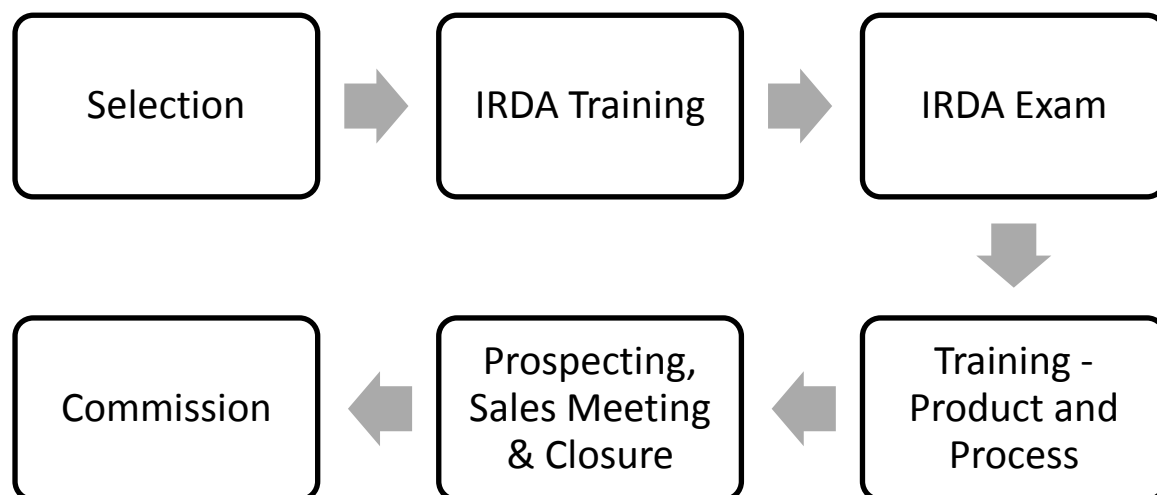 Selection
IRDA Training
IRDA Exam
Training -
Product and
Process
Prospecting,
Sales Meeting
& Closure
Commission